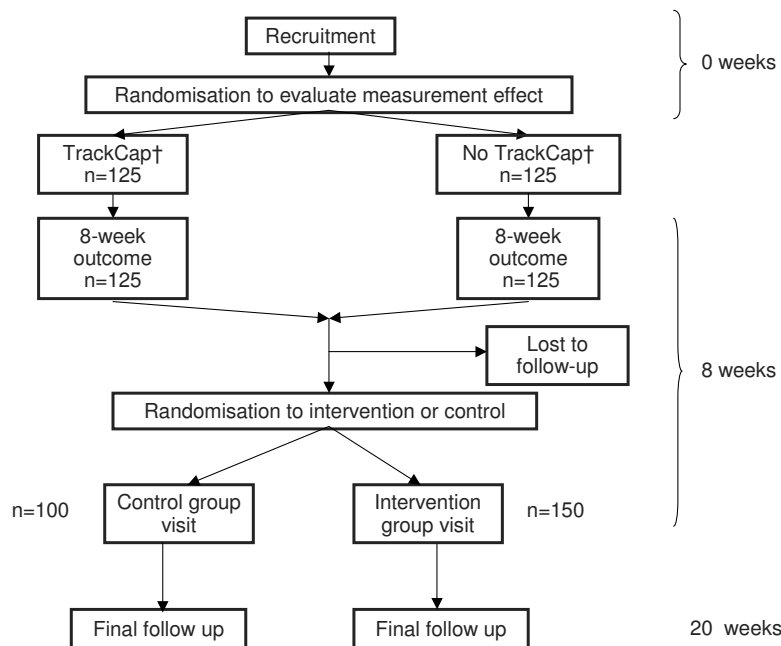 Recruitment
0 weeks
Randomisation to evaluate measurement effect
TrackCap†
n=125
No TrackCap†
n=125
8-week
outcome
n=125
8-week
outcome
n=125
Lost to
follow-up
8 weeks
Randomisation to intervention or control
n=100
Control group
visit
Intervention
group visit
n=150
Final follow up
Final follow up
20 weeks